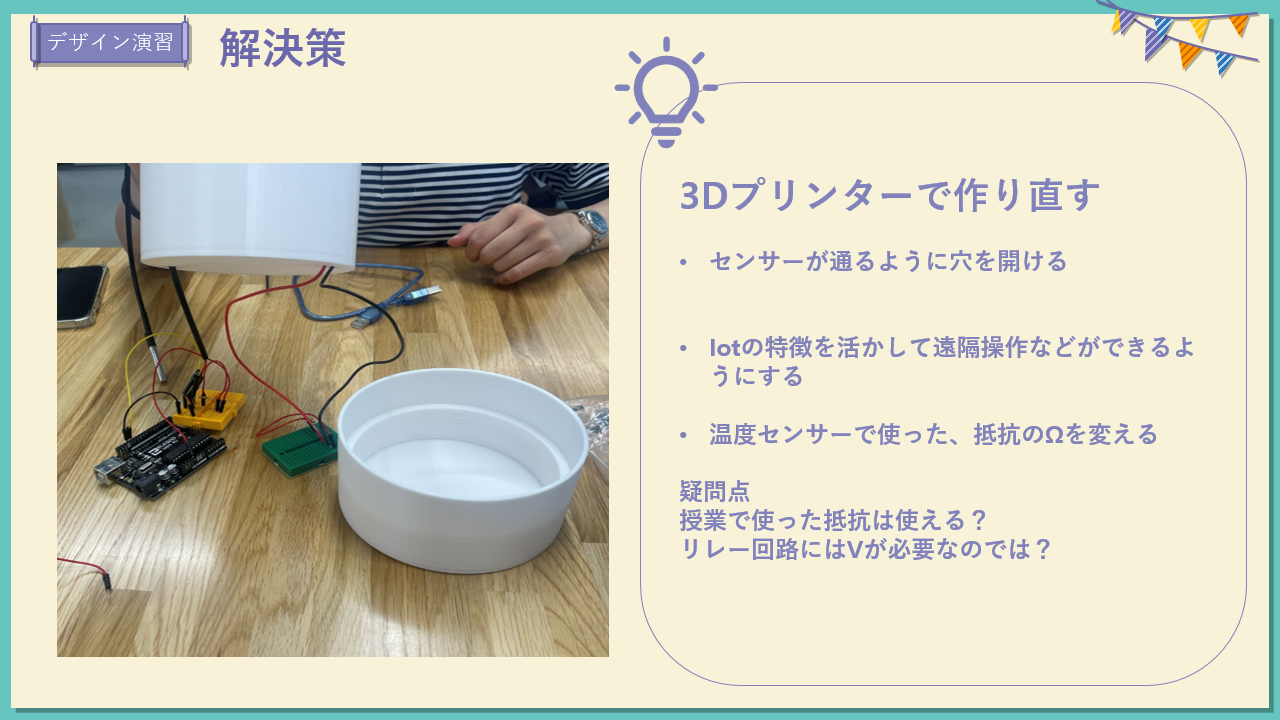 デザイン演習
解決策
3Dプリンターで作り直す
• センサーが通るように穴を開ける
• Iotの特徴を活かして遠隔操作などができるよ
うにする
• 温度センサーで使った、抵抗のΩを変える
疑問点
授業で使った抵抗は使える？
リレー回路にはVが必要なのでは？